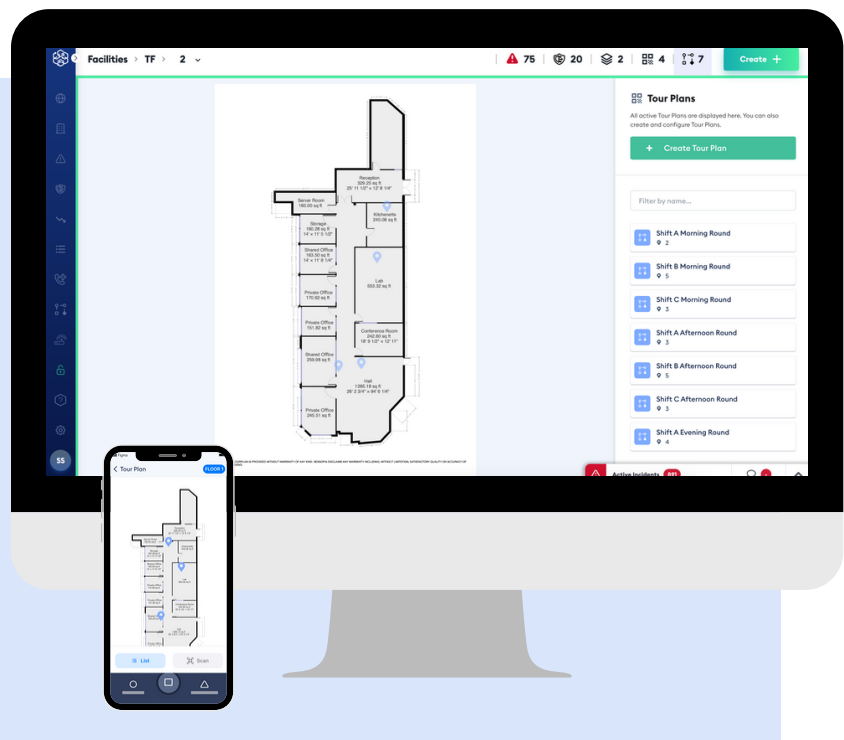 Facilities > TF > 2
75
20
2
4
7
Create +
Tour Plans
All active Tour Plans are displayed here. You can also
create and configure Tour Plans.
+ Create Tour Plan
Filter by name...
Shift A Morning Round
2
Shift B Morning Round
5
Shift C Morning Round
3
Shift A Afternoon Round
3
Shift B Afternoon Round
5
Shift C Afternoon Round
3
Shift A Evening Round
4
Active Incidents
Reception
329.25 sq ft
25' 11 1/2" × 12' 8 1/4"
Server Room
160.00 sq ft
Kitchenette
240.08 sq ft
Storage
160.28 sq ft
14' × 11' 5 1/2"
Shared Office
163.50 sq ft
14' × 11' 8 1/4"
Lab
553.32 sq ft
Private Office
170.62 sq ft
Private Office
151.82 sq ft
Conference Room
242.60 sq ft
18' 9 1/2" × 12' 11"
Shared Office
259.69 sq ft
Hall
1385.18 sq ft
26' 2 3/4" × 94' 6 1/4"
Private Office
245.51 sq ft
SS
Figma
< Tour Plan
FLOOR 1
List
Scan